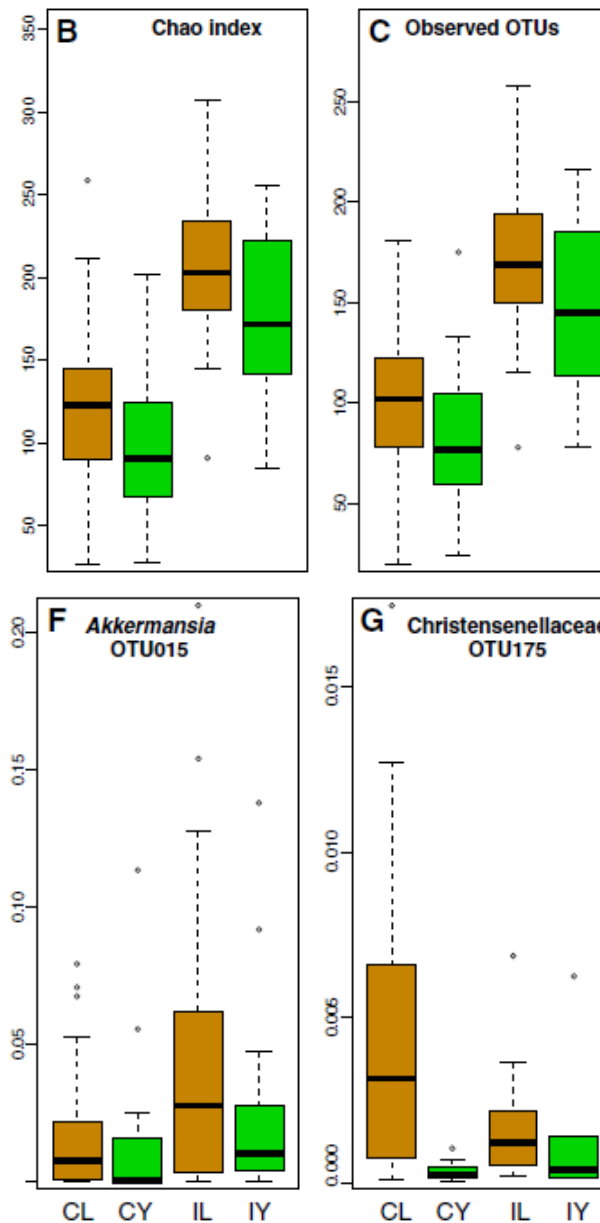 B Chao index
350
300
250
200
150
100
50
C Observed OTUs
250
200
150
100
50
F Akkermansia
OTU015
0.20
0.15
0.10
0.05
CL CY IL IY
G Christensenellaceae
OTU175
0.015
0.010
0.005
0.000
CL CY IL IY